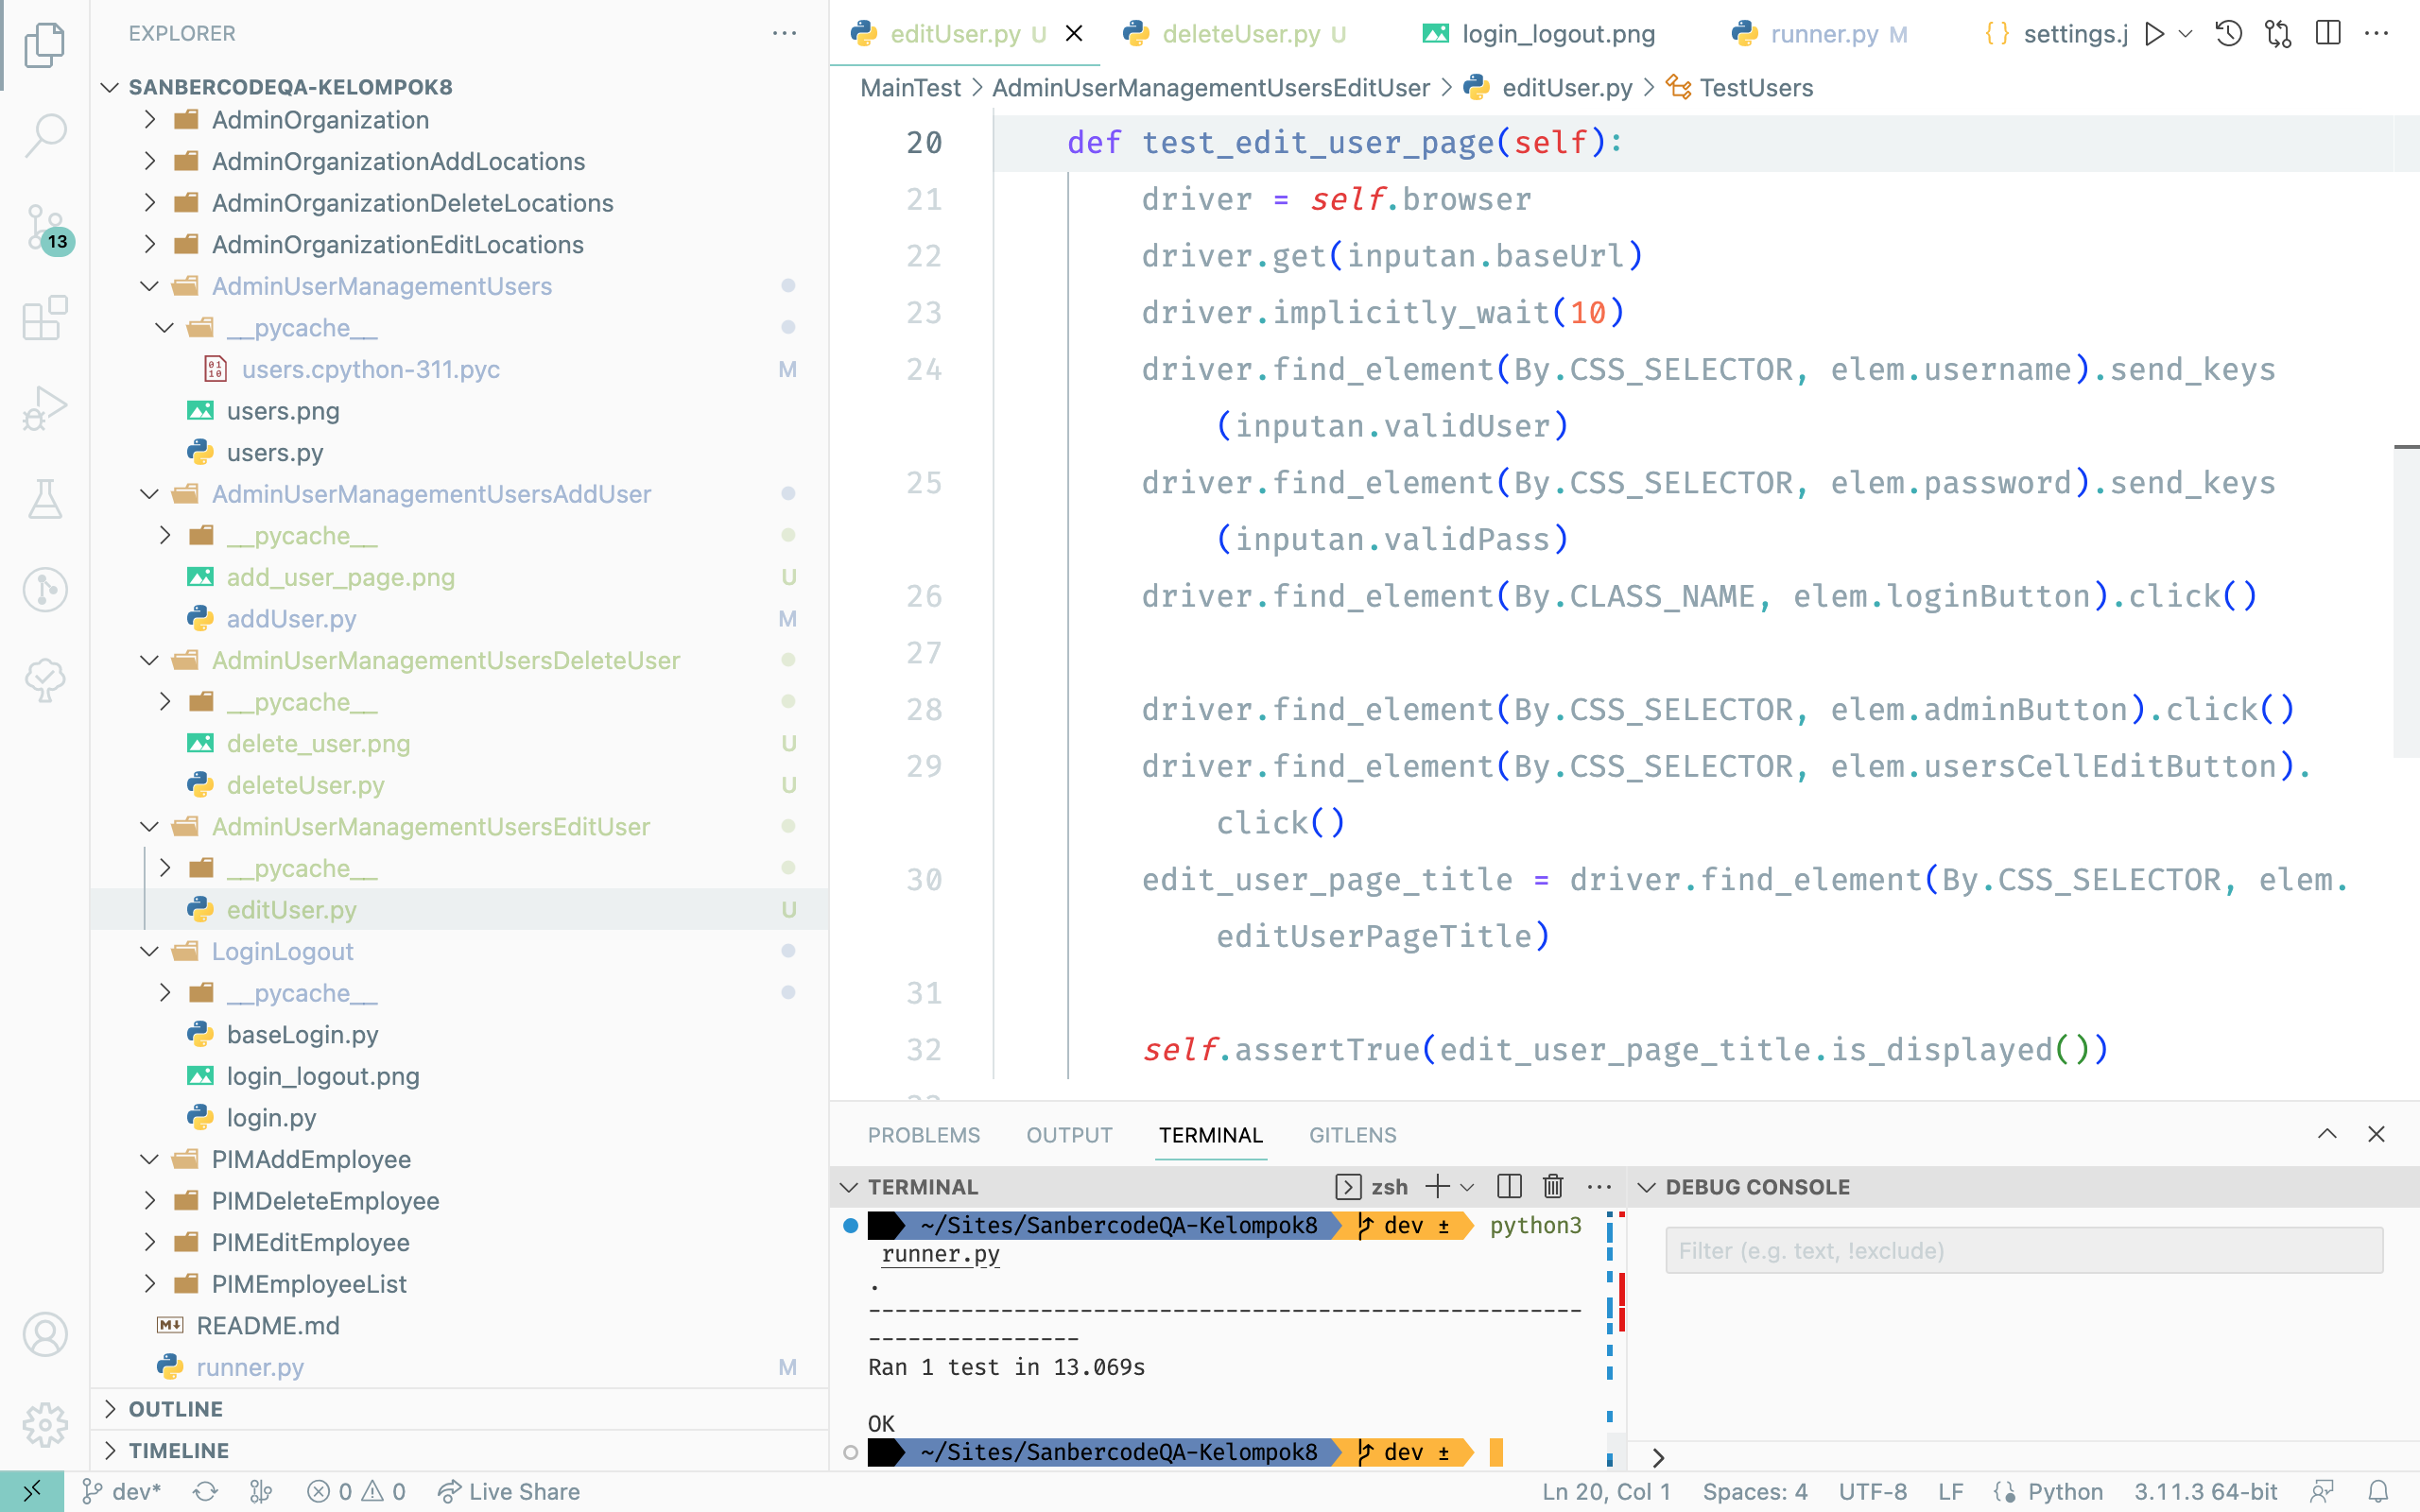 EXPLORER
SANBERCODEQA-KELOMPOK8
AdminOrganization
AdminOrganizationAddLocations
AdminOrganizationDeleteLocations
AdminOrganizationEditLocations
AdminUserManagementUsers
__pycache__
users.cpython-311.pyc M
users.png
users.py
AdminUserManagementUsersAddUser
__pycache__
add_user_page.png U
addUser.py M
AdminUserManagementUsersDeleteUser
__pycache__
delete_user.png U
deleteUser.py U
AdminUserManagementUsersEditUser
__pycache__
editUser.py U
LoginLogout
__pycache__
baseLogin.py
login_logout.png
login.py
PIMAddEmployee
PIMDeleteEmployee
PIMEditEmployee
PIMEmployeeList
README.md
runner.py M
OUTLINE
TIMELINE
13
editUser.py U deleteUser.py U login_logout.png runner.py M {} settings.j
MainTest > AdminUserManagementUsersEditUser > editUser.py > TestUsers
20 def test_edit_user_page(self):
21 driver = self.browser
22 driver.get(inputan.baseUrl)
23 driver.implicitly_wait(10)
24 driver.find_element(By.CSS_SELECTOR, elem.username).send_keys
(inputan.validUser)
25 driver.find_element(By.CSS_SELECTOR, elem.password).send_keys
(inputan.validPass)
26 driver.find_element(By.CLASS_NAME, elem.loginButton).click()
27
28 driver.find_element(By.CSS_SELECTOR, elem.adminButton).click()
29 driver.find_element(By.CSS_SELECTOR, elem.usersCellEditButton).
click()
30 edit_user_page_title = driver.find_element(By.CSS_SELECTOR, elem.
editUserPageTitle)
31
32 self.assertTrue(edit_user_page_title.is_displayed())
PROBLEMS OUTPUT TERMINAL GITLENS
TERMINAL zsh
~/Sites/SanbercodeQA-Kelompok8 dev ± python3
runner.py
.
------------------------------------------------------
----------------
Ran 1 test in 13.069s
OK
~/Sites/SanbercodeQA-Kelompok8 dev ±
DEBUG CONSOLE
Filter (e.g. text, !exclude)
dev* 0 0 Live Share Ln 20, Col 1 Spaces: 4 UTF-8 LF Python 3.11.3 64-bit